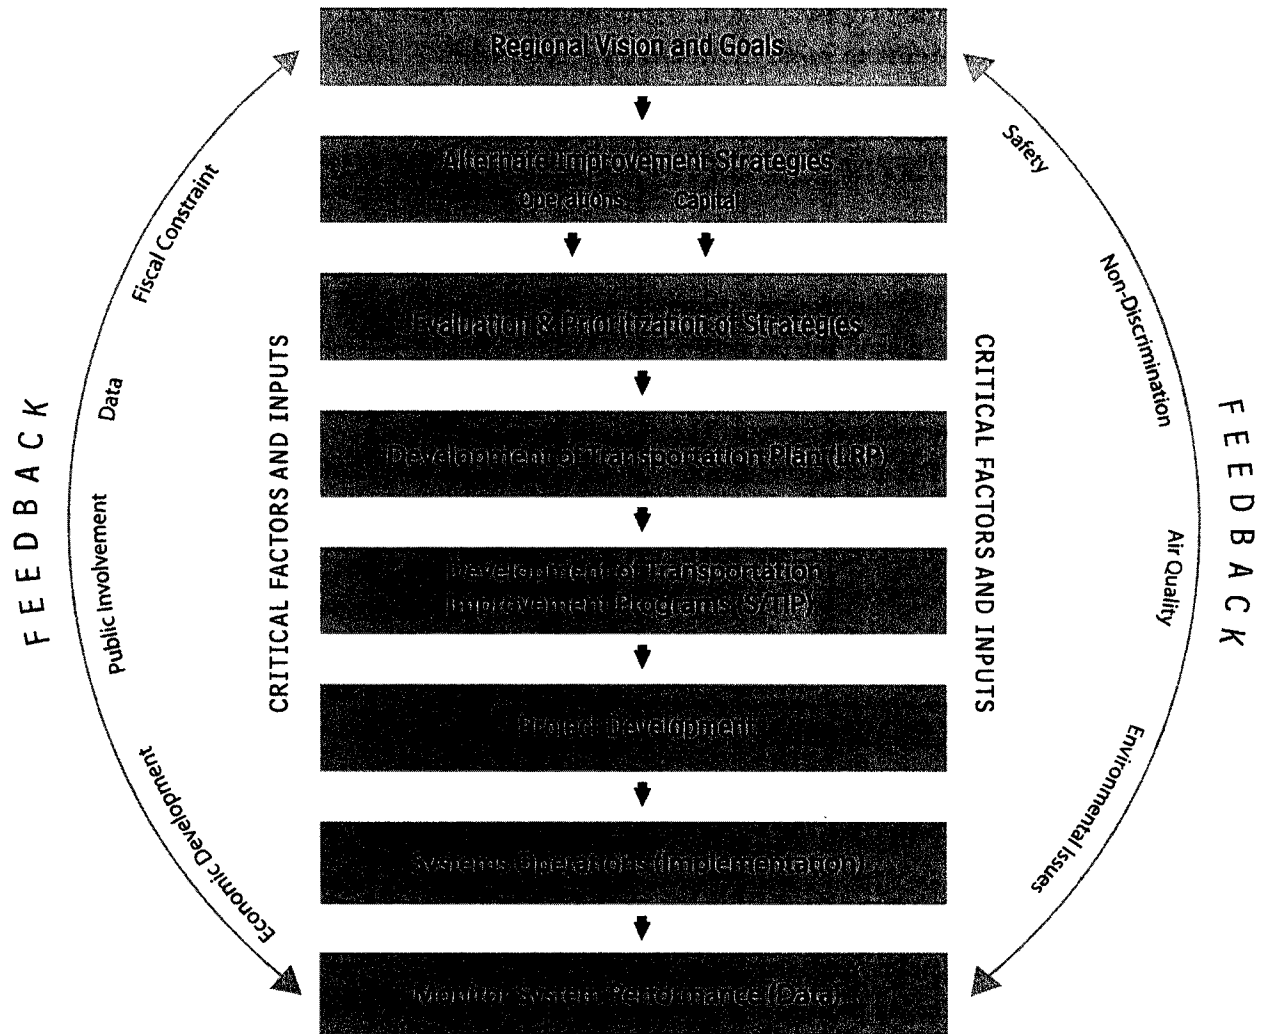 Regional Vision and Goals
Alternate Improvement Strategies
Operations Capital
Evaluation & Prioritization of Strategies
Development of Transportation Plan (LRP)
Development of Transportation
Improvement Programs (S/TIP)
Project Development
Systems Operations (Implementation)
Monitor System Performance (Data)
FEEDBACK
Fiscal Constraint
Data
Public Involvement
Economic Development
CRITICAL FACTORS AND INPUTS
CRITICAL FACTORS AND INPUTS
Safety
Non-Discrimination
Air Quality
Environmental Issues
FEEDBACK